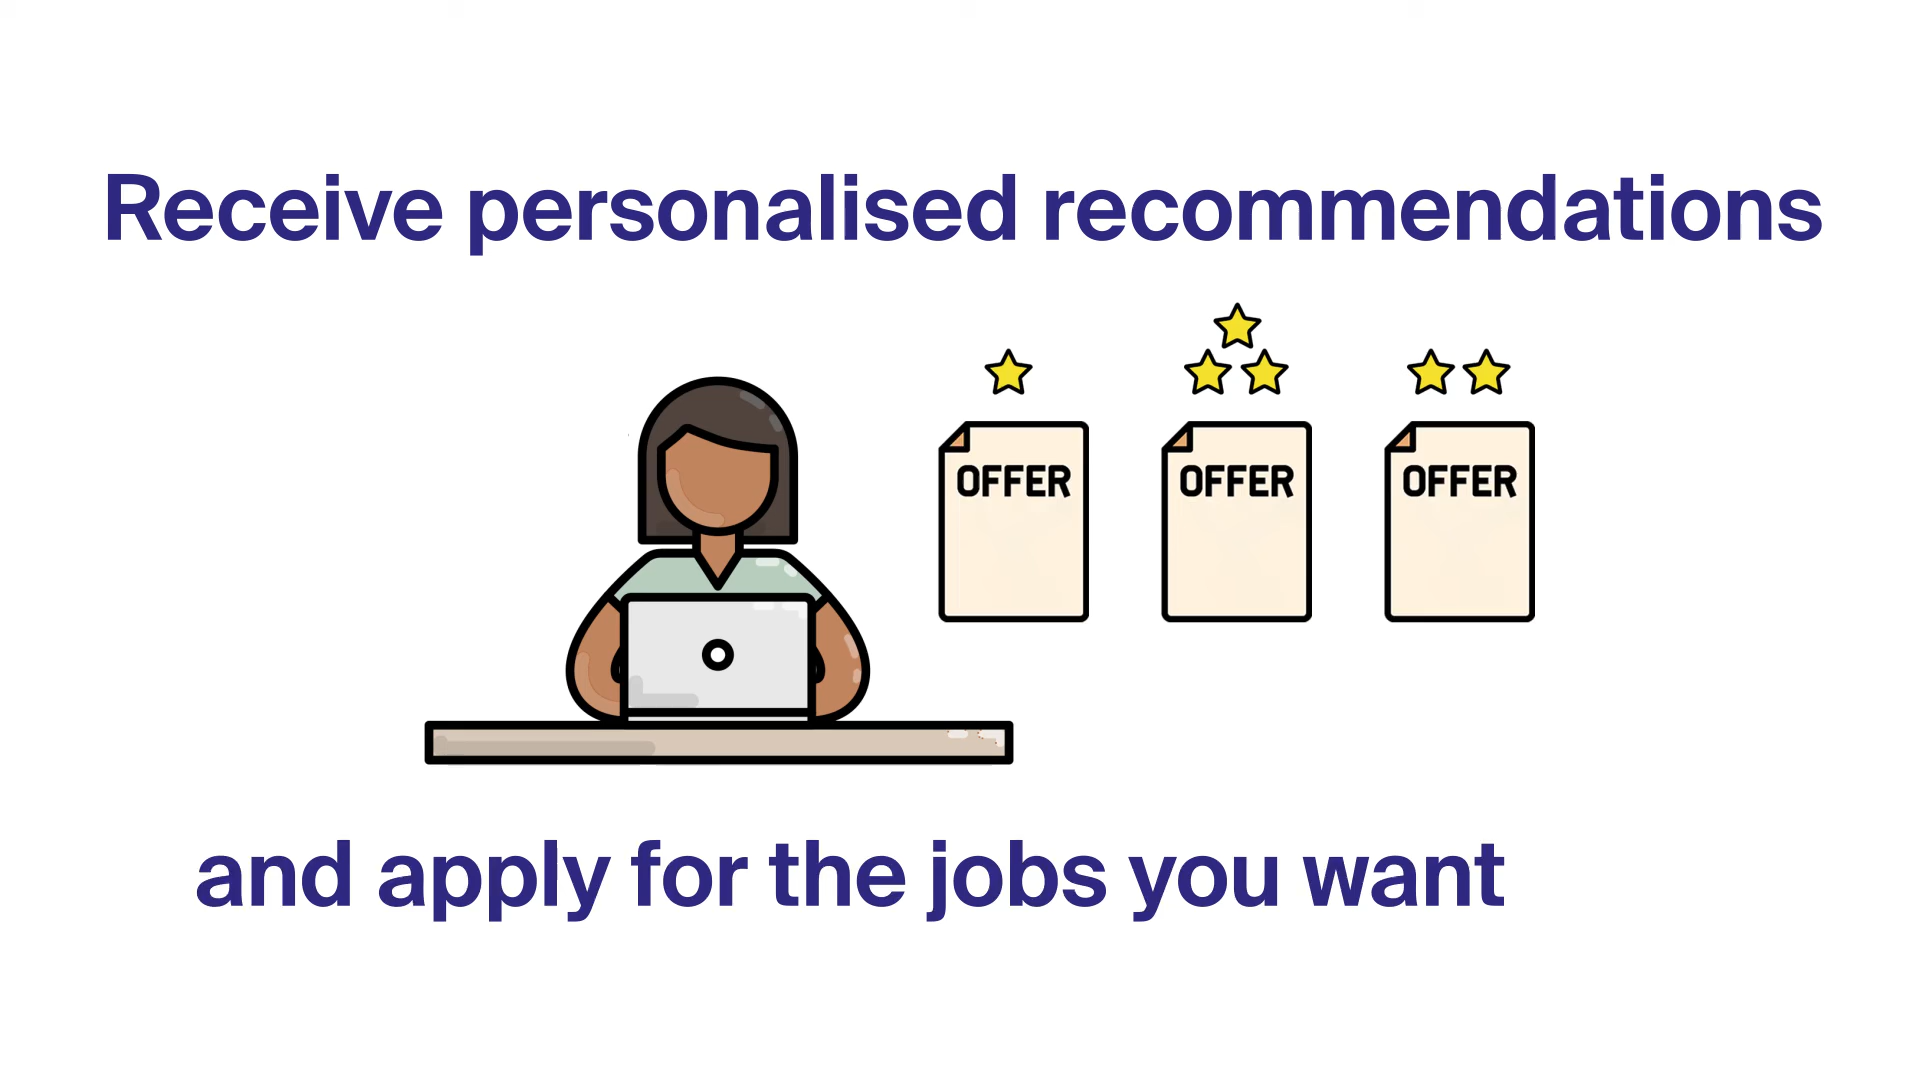 Receive personalised recommendations
OFFER OFFER OFFER
and apply for the jobs you want